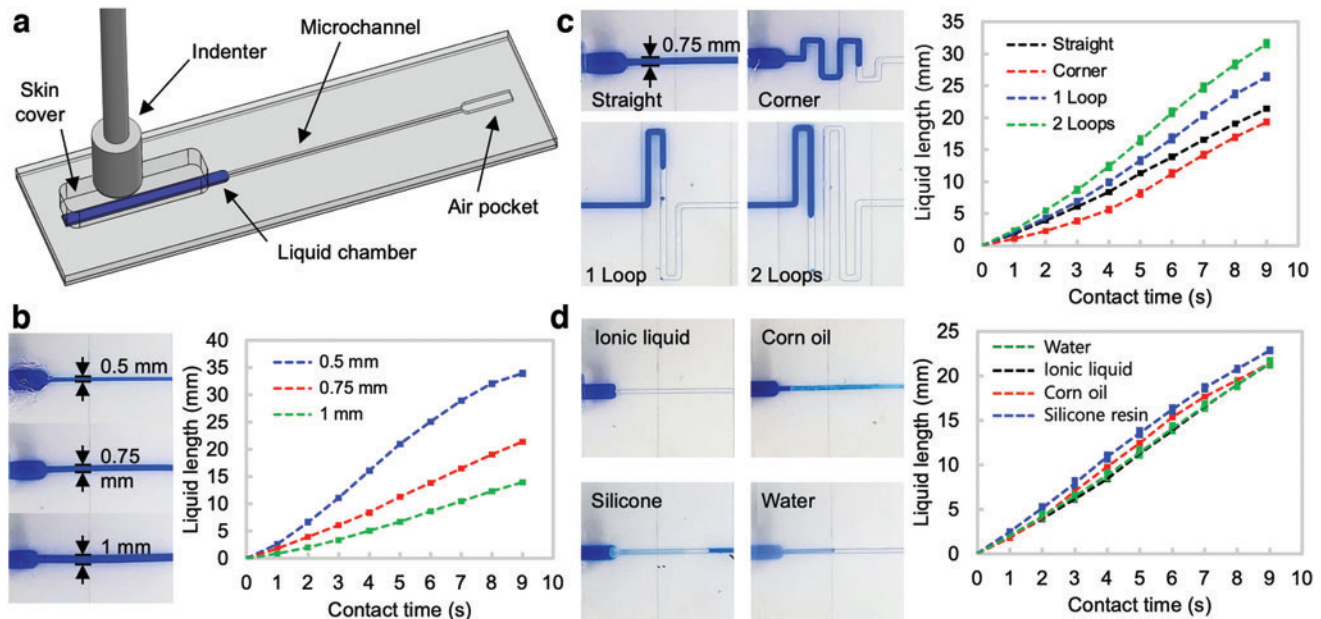 a
Indenter
Microchannel
Skin
cover
Air pocket
Liquid chamber
b
0.5 mm
0.75
mm
1 mm
Liquid length (mm)
40
35
30
25
20
15
10
5
0
0.5 mm
0.75 mm
1 mm
0 1 2 3 4 5 6 7 8 9 10
Contact time (s)
c
0.75 mm
Straight
Corner
1 Loop
2 Loops
Liquid length (mm)
35
30
25
20
15
10
5
0
Straight
Corner
1 Loop
2 Loops
0 1 2 3 4 5 6 7 8 9 10
Contact time (s)
d
Ionic liquid
Corn oil
Silicone
Water
Liquid length (mm)
25
20
15
10
5
0
Water
Ionic liquid
Corn oil
Silicone resin
0 1 2 3 4 5 6 7 8 9 10
Contact time (s)